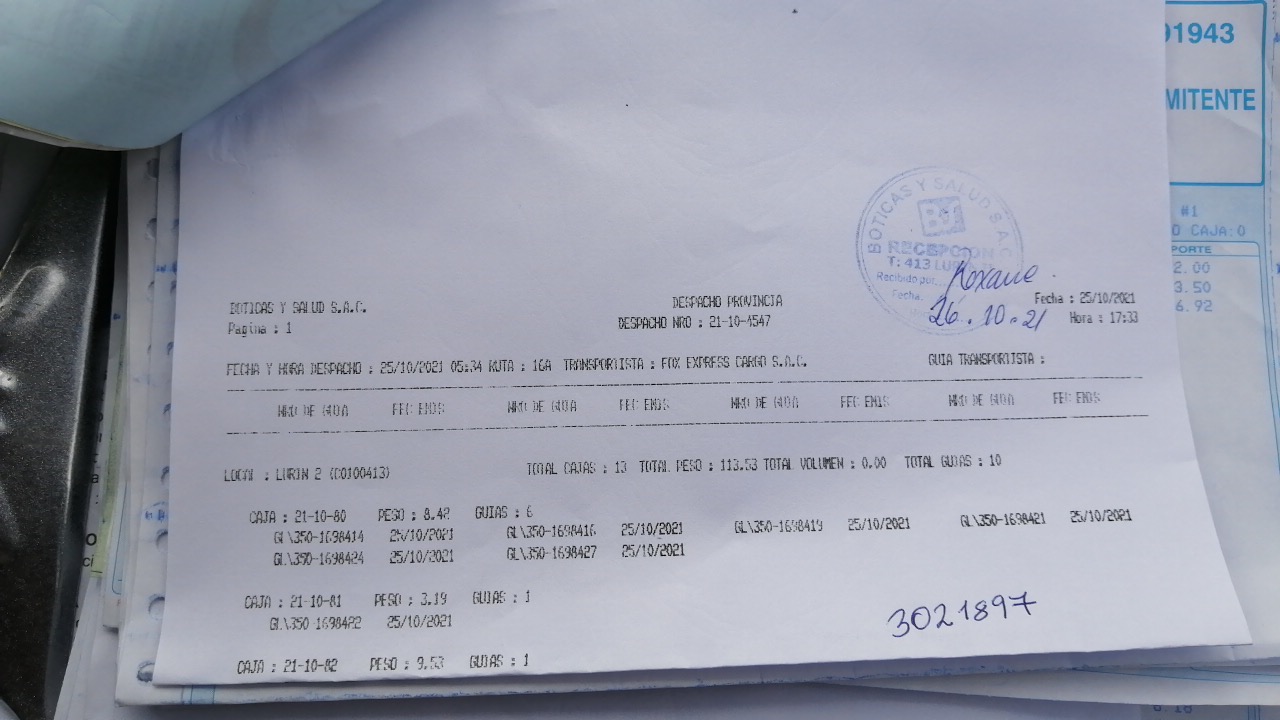 91943
MITENTE
#1
O CAJA:0
PORTE
2.00
3.50
6.92
BOTICAS Y SALUD S.A.C
RECEPCION
T: 413 LURIN
Recibido por
Fecha.
Roxane
26.10.21
BOTICAS Y SALUD S.A.C. DESPACHO PROVINCIA Fecha : 25/10/2021
Pagina : 1 DESPACHO NRO : 21-10-4547 Hora : 17:33
FECHA Y HORA DESPACHO : 25/10/2021 05:34 RUTA : 16A TRANSPORTISTA : FOX EXPRESS CARGO S.A.C. GUIA TRANSPORTISTA :
NRO DE GUIA FEC EMIS NRO DE GUIA FEC EMIS NRO DE GUIA FEC EMIS NRO DE GUIA FEC EMIS
LOCAL : LURIN 2 (C0100413) TOTAL CAJAS : 13 TOTAL PESO : 113.53 TOTAL VOLUMEN : 0.00 TOTAL GUIAS : 10
CAJA : 21-10-80 PESO : 8.42 GUIAS : 6
GL\350-1698414 25/10/2021 GL\350-1698416 25/10/2021 GL\350-1698419 25/10/2021 GL\350-1698421 25/10/2021
GL\350-1698424 25/10/2021 GL\350-1698427 25/10/2021
CAJA : 21-10-81 PESO : 3.19 GUIAS : 1
GL\350-1698422 25/10/2021
3021897
CAJA : 21-10-82 PESO : 9.53 GUIAS : 1